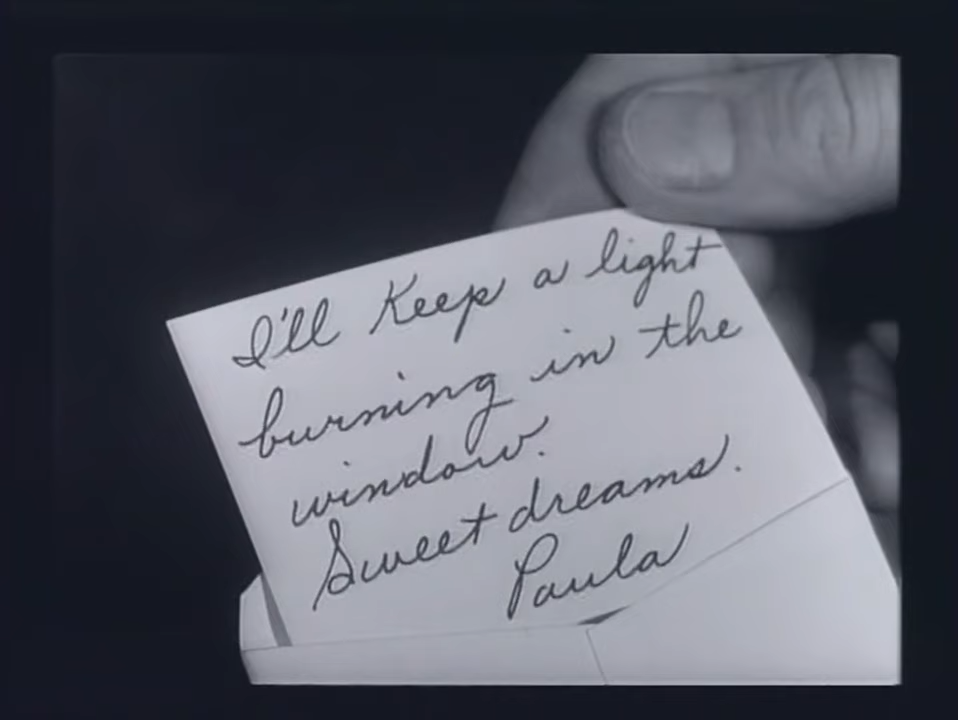 I'll Keep a light
burning in the
window.
Sweet dreams.
Paula